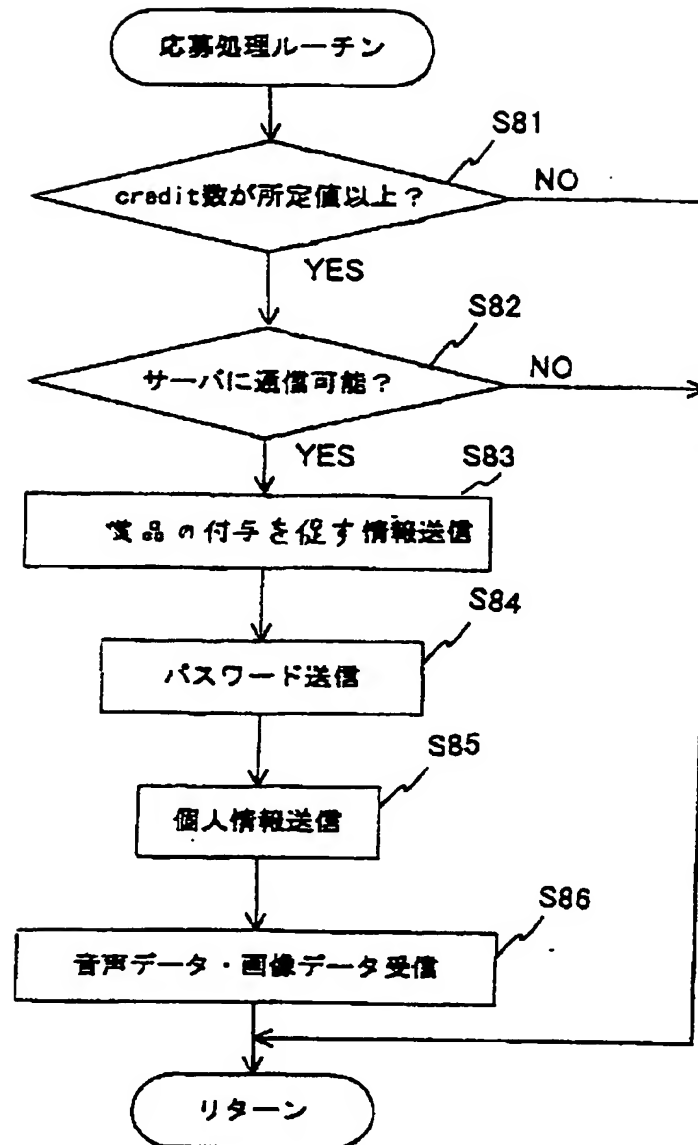 応募処理ルーチン
S81
credit数が所定値以上？
NO
YES
S82
サーバに通信可能？
NO
YES
S83
賞品の付与を促す情報送信
S84
パスワード送信
S85
個人情報送信
S86
音声データ・画像データ受信
リターン